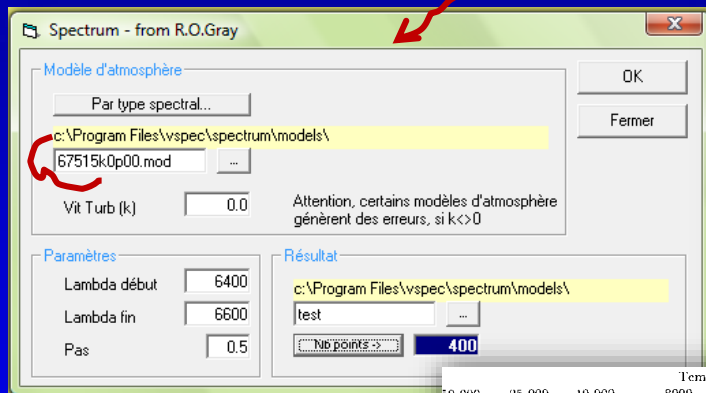 Spectrum - from R.O.Gray
X
Modèle d'atmosphère
Par type spectral...
c:\Program Files\vspec\spectrum\models\
67515k0p00.mod
...
Vit Turb (k)
0.0
Attention, certains modèles d'atmosphère
génèrent des erreurs, si k<>0
OK
Fermer
Paramètres
Lambda début
6400
Lambda fin
6600
Pas
0.5
Résultat
c:\Program Files\vspec\spectrum\models\
test
...
Nb points ->
400
Tem